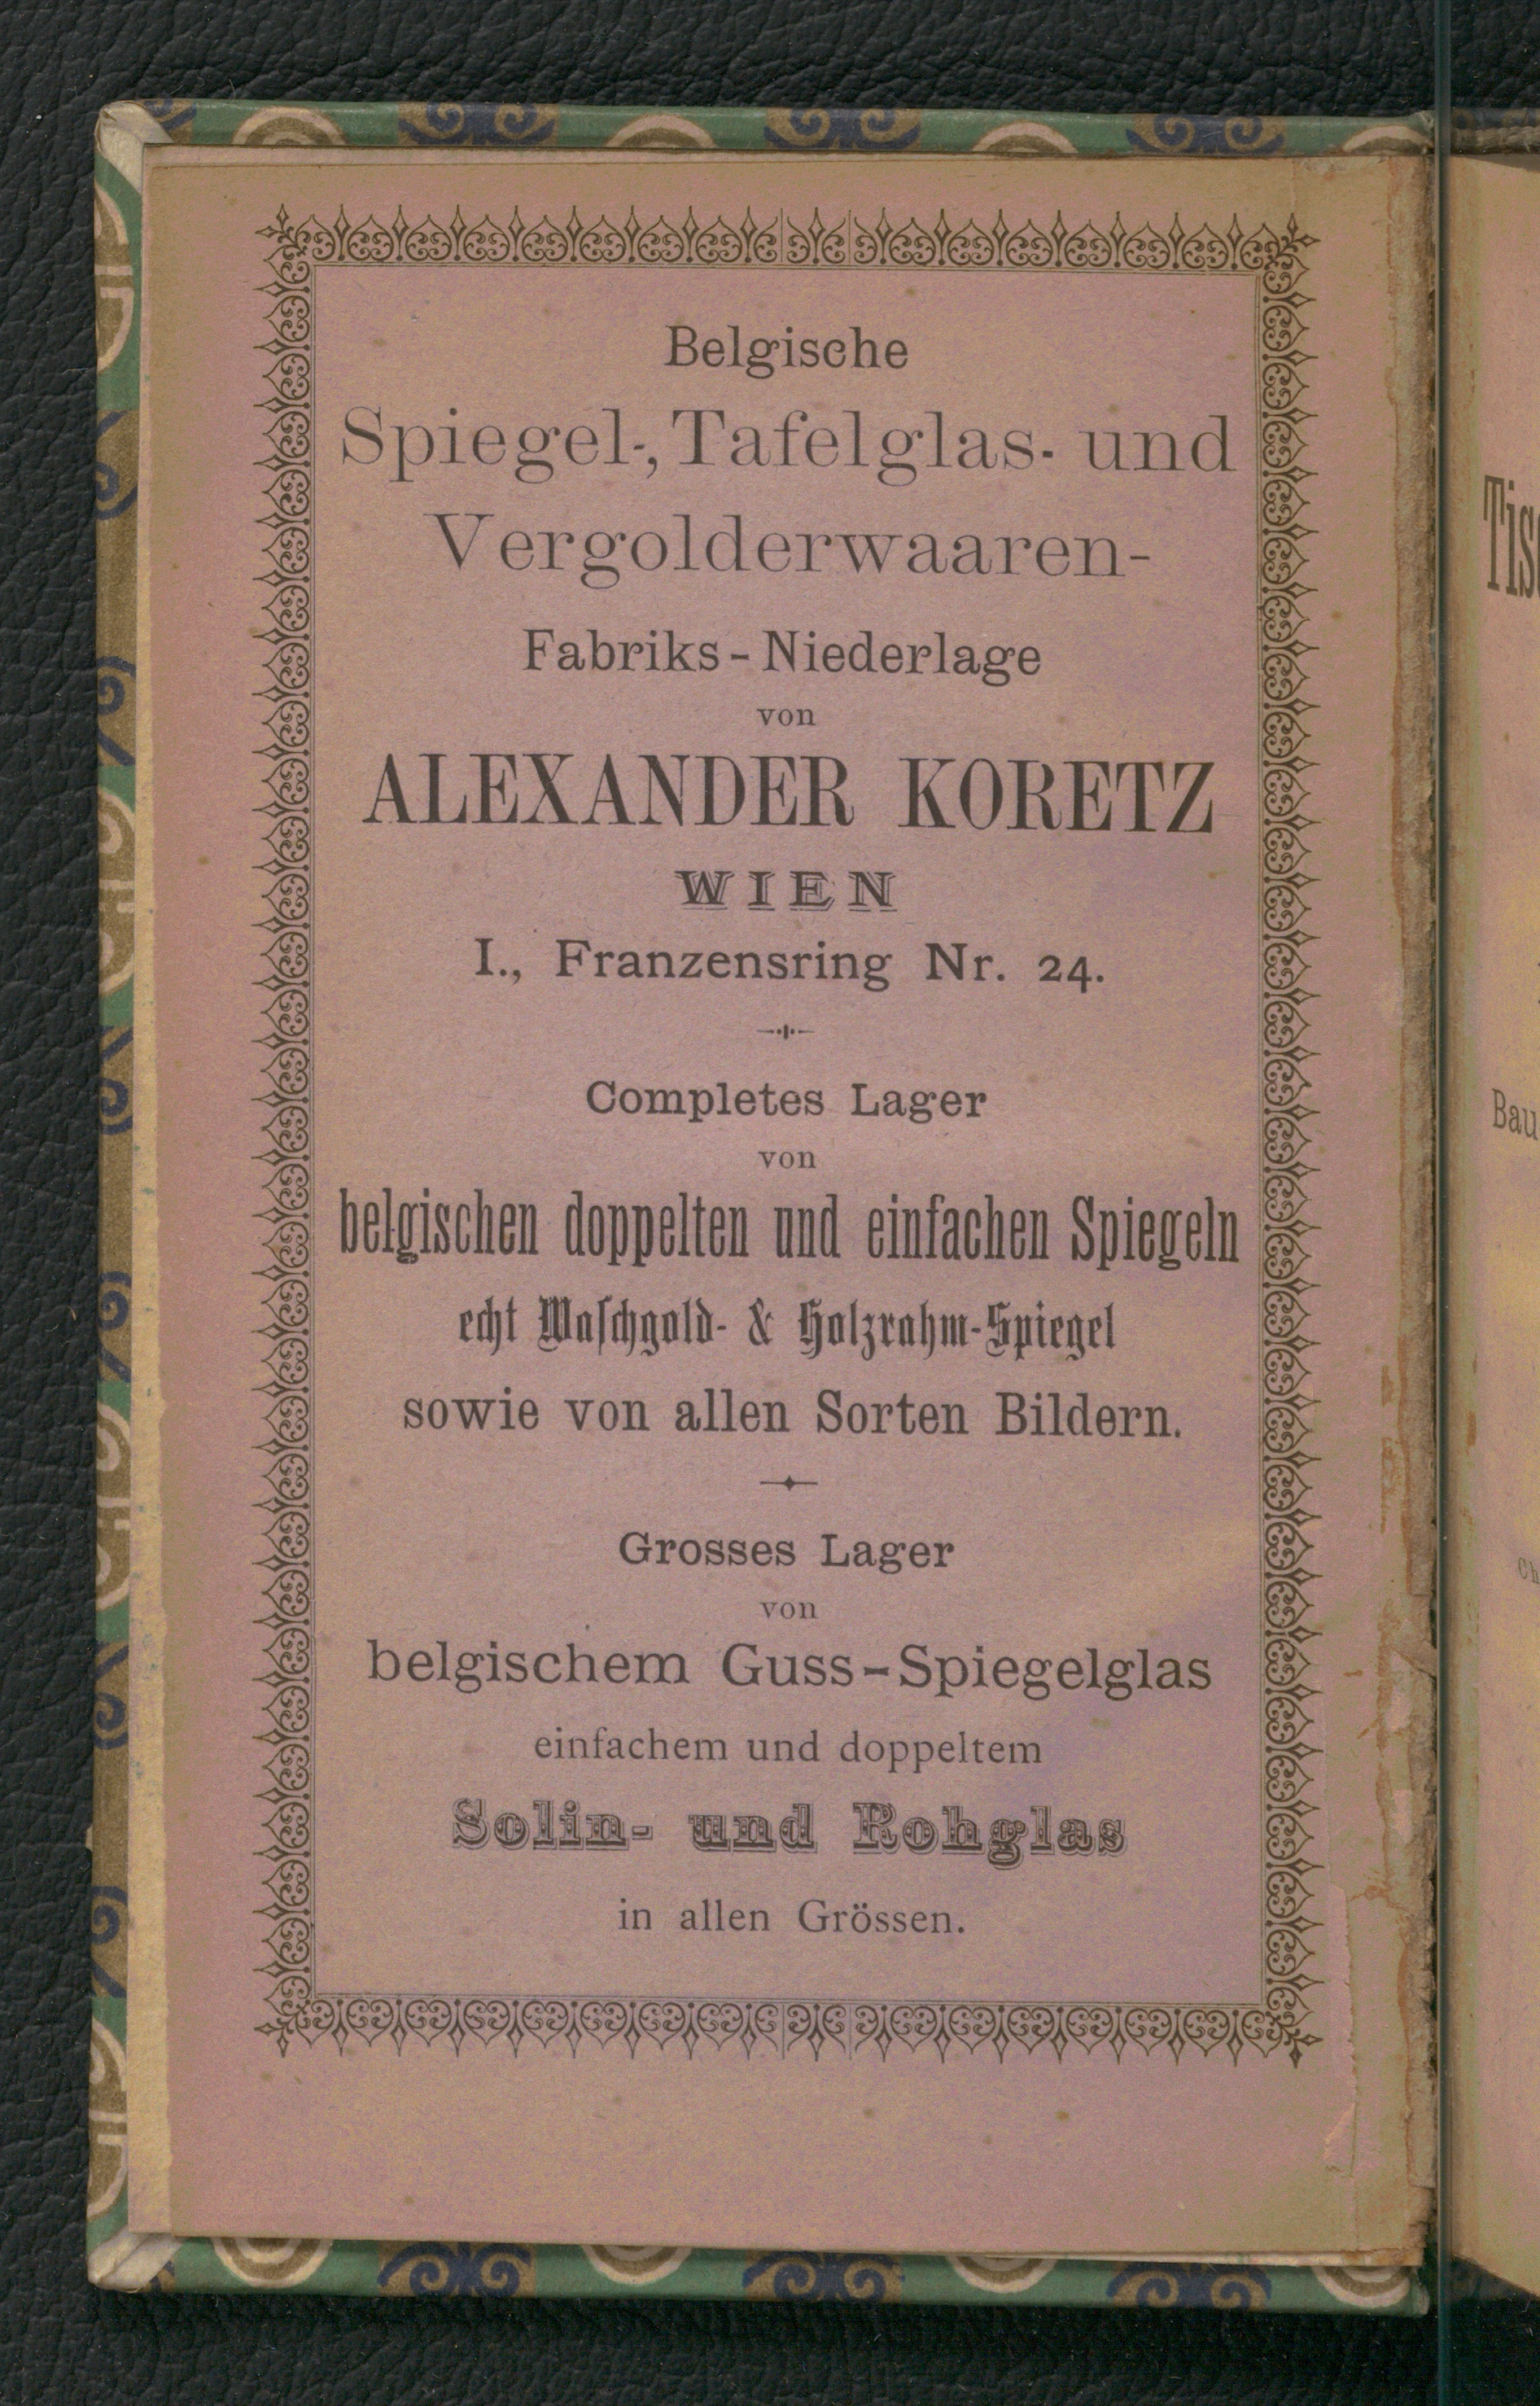 Belgische
Spiegel-, Tafelglas- und
Vergolderwaaren-
Fabriks-Niederlage
von
ALEXANDER KORETZ
WIEN
I., Franzensring Nr. 24.
Completes Lager
von
belgischen doppelten und einfachen Spiegeln
echt Waschgold- & Holzrahm-Spiegel
sowie von allen Sorten Bildern.
Grosses Lager
von
belgischem Guss-Spiegelglas
einfachem und doppeltem
Solin- und Rohglas
in allen Grössen.